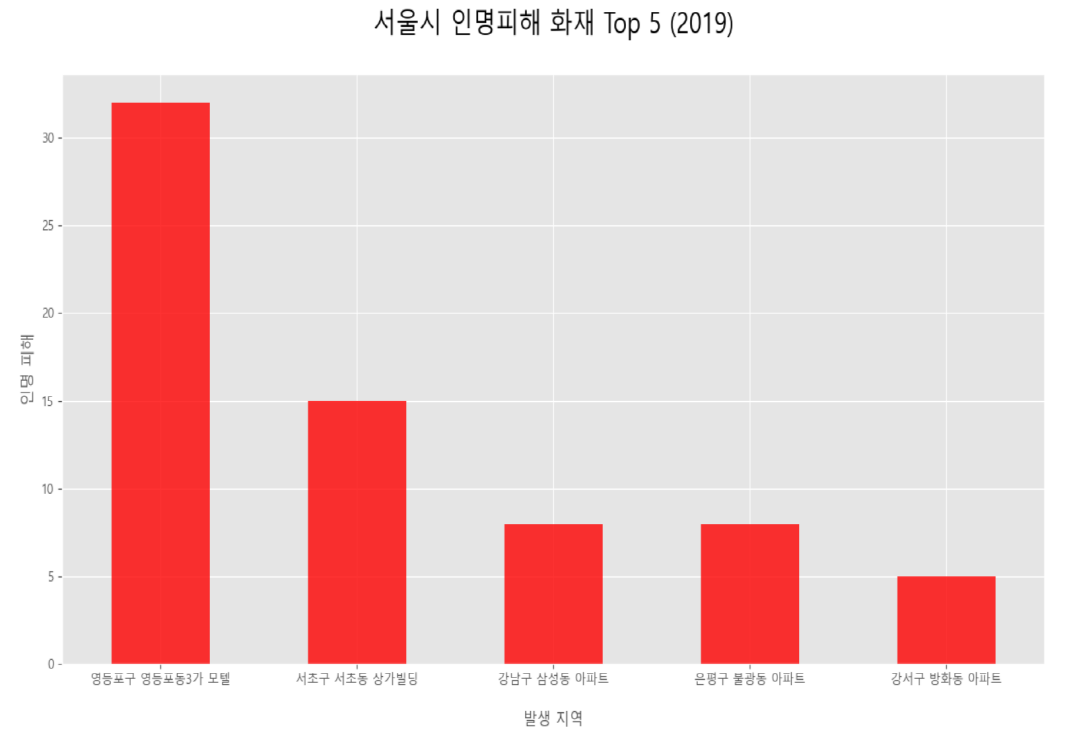 서울시 인명피해 화재 Top 5 (2019)
인명 피해
30
25
20
15
10
5
0
영등포구 영등포동3가 모텔
서초구 서초동 상가빌딩
강남구 삼성동 아파트
은평구 불광동 아파트
강서구 방화동 아파트
발생 지역